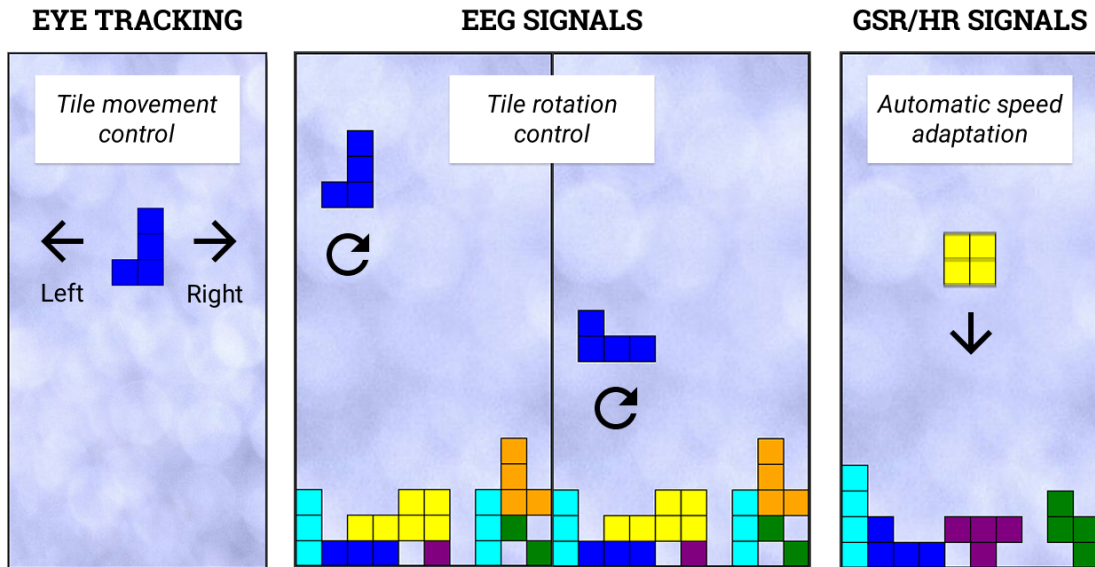 EYE TRACKING
Tile movement
control
Left
Right
EEG SIGNALS
Tile rotation
control
GSR/HR SIGNALS
Automatic speed
adaptation